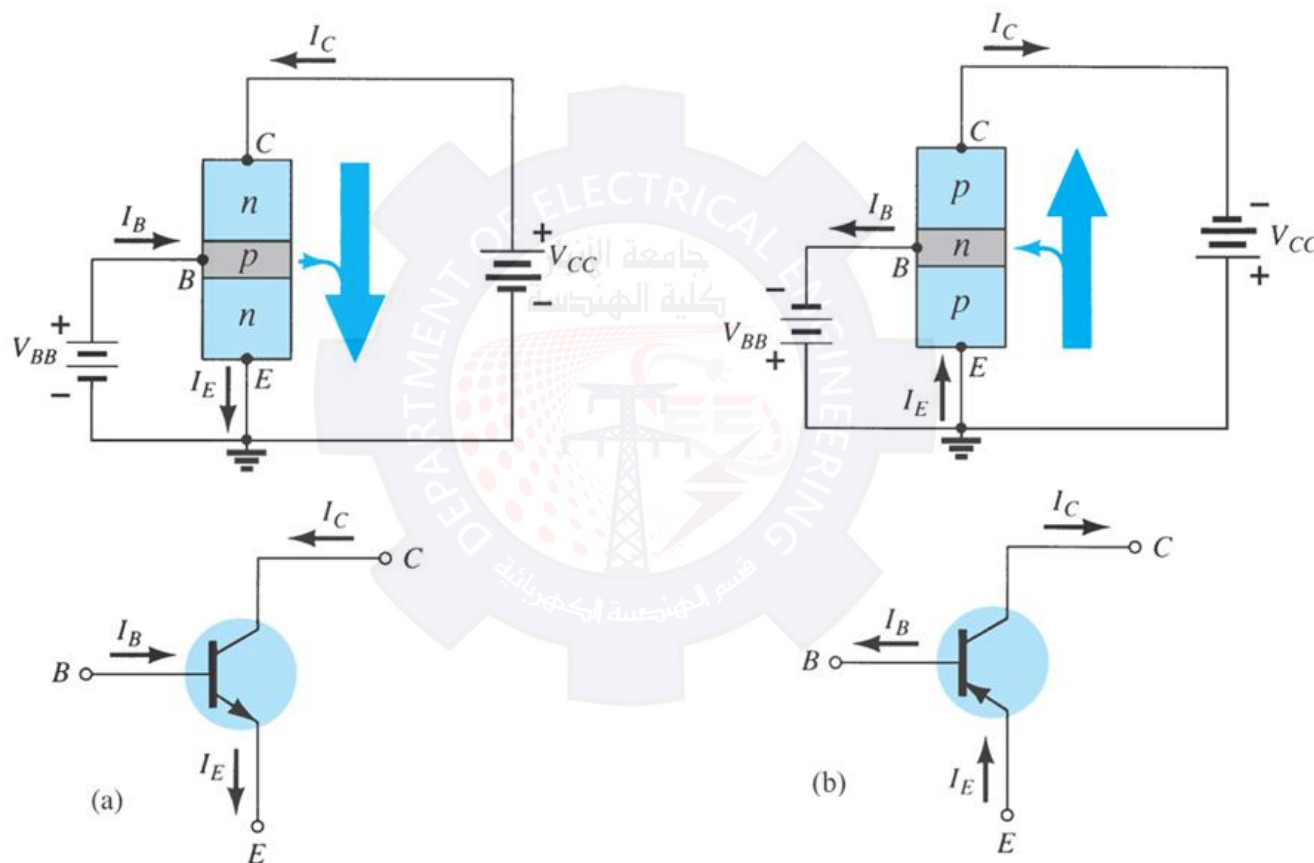 I_C
C
n
I_B
p
B
n
+
V_BB
−
I_E
E
+
V_CC
−
I_C
C
p
I_B
n
B
p
−
V_BB
+
I_E
E
−
V_CC
+
DEPARTMENT OF ELECTRICAL ENGINEERING
جامعة
كلية الهندسة
قسم الهندسة الكهربائية
EE
I_C
C
I_B
B
I_E
E
(a)
I_C
C
I_B
B
I_E
E
(b)